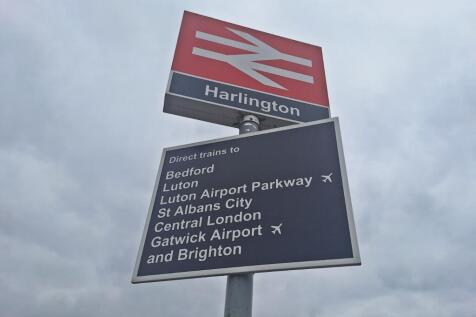 Harlington
Direct trains to
Bedford
Luton
Luton Airport Parkway
St Albans City
Central London
Gatwick Airport
and Brighton